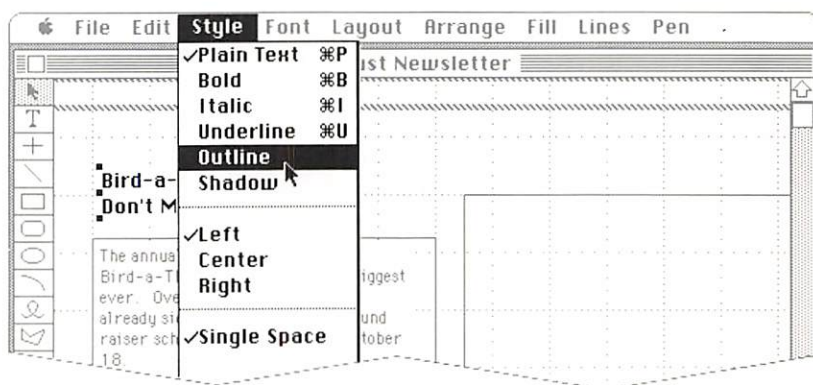 File Edit Style Font Layout Arrange Fill Lines Pen
ust Newsletter
✓Plain Text ⌘P
Bold ⌘B
Italic ⌘I
Underline ⌘U
Outline
Shadow
✓Left
Center
Right
✓Single Space
T
Bird-a-
Don't M
The annua
Bird-a-T iggest
ever. Ove
already si und
raiser sch tober
18